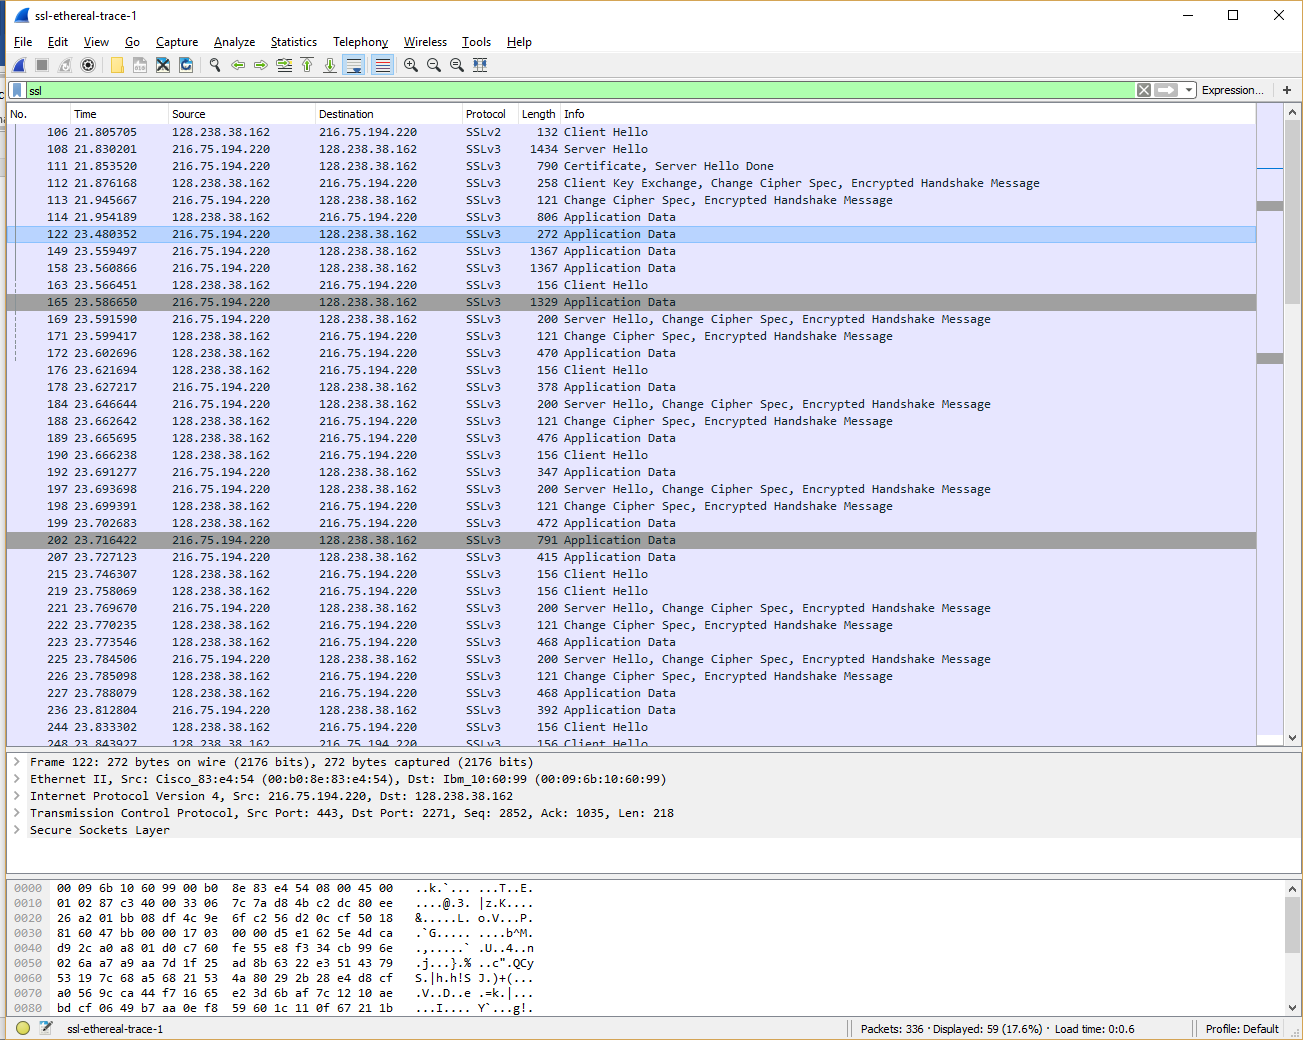 ssl-ethereal-trace-1
File Edit View Go Capture Analyze Statistics Telephony Wireless Tools Help
ssl Expression... +
No. Time Source Destination Protocol Length Info
106 21.805705 128.238.38.162 216.75.194.220 SSLv2 132 Client Hello
108 21.830201 216.75.194.220 128.238.38.162 SSLv3 1434 Server Hello
111 21.853520 216.75.194.220 128.238.38.162 SSLv3 790 Certificate, Server Hello Done
112 21.876168 128.238.38.162 216.75.194.220 SSLv3 258 Client Key Exchange, Change Cipher Spec, Encrypted Handshake Message
113 21.945667 216.75.194.220 128.238.38.162 SSLv3 121 Change Cipher Spec, Encrypted Handshake Message
114 21.954189 128.238.38.162 216.75.194.220 SSLv3 806 Application Data
122 23.480352 216.75.194.220 128.238.38.162 SSLv3 272 Application Data
149 23.559497 216.75.194.220 128.238.38.162 SSLv3 1367 Application Data
158 23.560866 216.75.194.220 128.238.38.162 SSLv3 1367 Application Data
163 23.566451 128.238.38.162 216.75.194.220 SSLv3 156 Client Hello
165 23.586650 216.75.194.220 128.238.38.162 SSLv3 1329 Application Data
169 23.591590 216.75.194.220 128.238.38.162 SSLv3 200 Server Hello, Change Cipher Spec, Encrypted Handshake Message
171 23.599417 128.238.38.162 216.75.194.220 SSLv3 121 Change Cipher Spec, Encrypted Handshake Message
172 23.602696 128.238.38.162 216.75.194.220 SSLv3 470 Application Data
176 23.621694 128.238.38.162 216.75.194.220 SSLv3 156 Client Hello
178 23.627217 216.75.194.220 128.238.38.162 SSLv3 378 Application Data
184 23.646644 216.75.194.220 128.238.38.162 SSLv3 200 Server Hello, Change Cipher Spec, Encrypted Handshake Message
188 23.662642 128.238.38.162 216.75.194.220 SSLv3 121 Change Cipher Spec, Encrypted Handshake Message
189 23.665695 128.238.38.162 216.75.194.220 SSLv3 476 Application Data
190 23.666238 128.238.38.162 216.75.194.220 SSLv3 156 Client Hello
192 23.691277 216.75.194.220 128.238.38.162 SSLv3 347 Application Data
197 23.693698 216.75.194.220 128.238.38.162 SSLv3 200 Server Hello, Change Cipher Spec, Encrypted Handshake Message
198 23.699391 128.238.38.162 216.75.194.220 SSLv3 121 Change Cipher Spec, Encrypted Handshake Message
199 23.702683 128.238.38.162 216.75.194.220 SSLv3 472 Application Data
202 23.716422 216.75.194.220 128.238.38.162 SSLv3 791 Application Data
207 23.727123 216.75.194.220 128.238.38.162 SSLv3 415 Application Data
215 23.746307 128.238.38.162 216.75.194.220 SSLv3 156 Client Hello
219 23.758069 128.238.38.162 216.75.194.220 SSLv3 156 Client Hello
221 23.769670 216.75.194.220 128.238.38.162 SSLv3 200 Server Hello, Change Cipher Spec, Encrypted Handshake Message
222 23.770235 128.238.38.162 216.75.194.220 SSLv3 121 Change Cipher Spec, Encrypted Handshake Message
223 23.773546 128.238.38.162 216.75.194.220 SSLv3 468 Application Data
225 23.784506 216.75.194.220 128.238.38.162 SSLv3 200 Server Hello, Change Cipher Spec, Encrypted Handshake Message
226 23.785098 128.238.38.162 216.75.194.220 SSLv3 121 Change Cipher Spec, Encrypted Handshake Message
227 23.788079 128.238.38.162 216.75.194.220 SSLv3 468 Application Data
236 23.812804 216.75.194.220 128.238.38.162 SSLv3 392 Application Data
244 23.833302 128.238.38.162 216.75.194.220 SSLv3 156 Client Hello
248 23.843927 128.238.38.162 216.75.194.220 SSLv3 156 Client Hello
Frame 122: 272 bytes on wire (2176 bits), 272 bytes captured (2176 bits)
Ethernet II, Src: Cisco_83:e4:54 (00:b0:8e:83:e4:54), Dst: Ibm_10:60:99 (00:09:6b:10:60:99)
Internet Protocol Version 4, Src: 216.75.194.220, Dst: 128.238.38.162
Transmission Control Protocol, Src Port: 443, Dst Port: 2271, Seq: 2852, Ack: 1035, Len: 218
Secure Sockets Layer
0000 00 09 6b 10 60 99 00 b0 8e 83 e4 54 08 00 45 00 ..k.`... ...T..E.
0010 01 02 87 c3 40 00 33 06 7c 7a d8 4b c2 dc 80 ee ....@.3. |z.K....
0020 26 a2 01 bb 08 df 4c 9e 6f c2 56 d2 0c cf 50 18 &.....L. o.V...P.
0030 81 60 47 bb 00 00 17 03 00 00 d5 e1 62 5e 4d ca .`G..... ....b^M.
0040 d9 2c a0 a8 01 d0 c7 60 fe 55 e8 f3 34 cb 99 6e .,.....` .U..4..n
0050 02 6a a7 a9 aa 7d 1f 25 ad 8b 63 22 e3 51 43 79 .j...}.% ..c".QCy
0060 53 19 7c 68 a5 68 21 53 4a 80 29 2b 28 e4 d8 cf S.|h.h!S J.)+(...
0070 a0 56 9c ca 44 f7 16 65 e2 3d 6b af 7c 12 10 ae .V..D..e .=k.|...
0080 bd cf 06 49 b7 aa 0e f8 59 60 1c 11 0f 67 21 1b ...I.... Y`...g!.
ssl-ethereal-trace-1 Packets: 336 · Displayed: 59 (17.6%) · Load time: 0:0.6 Profile: Default